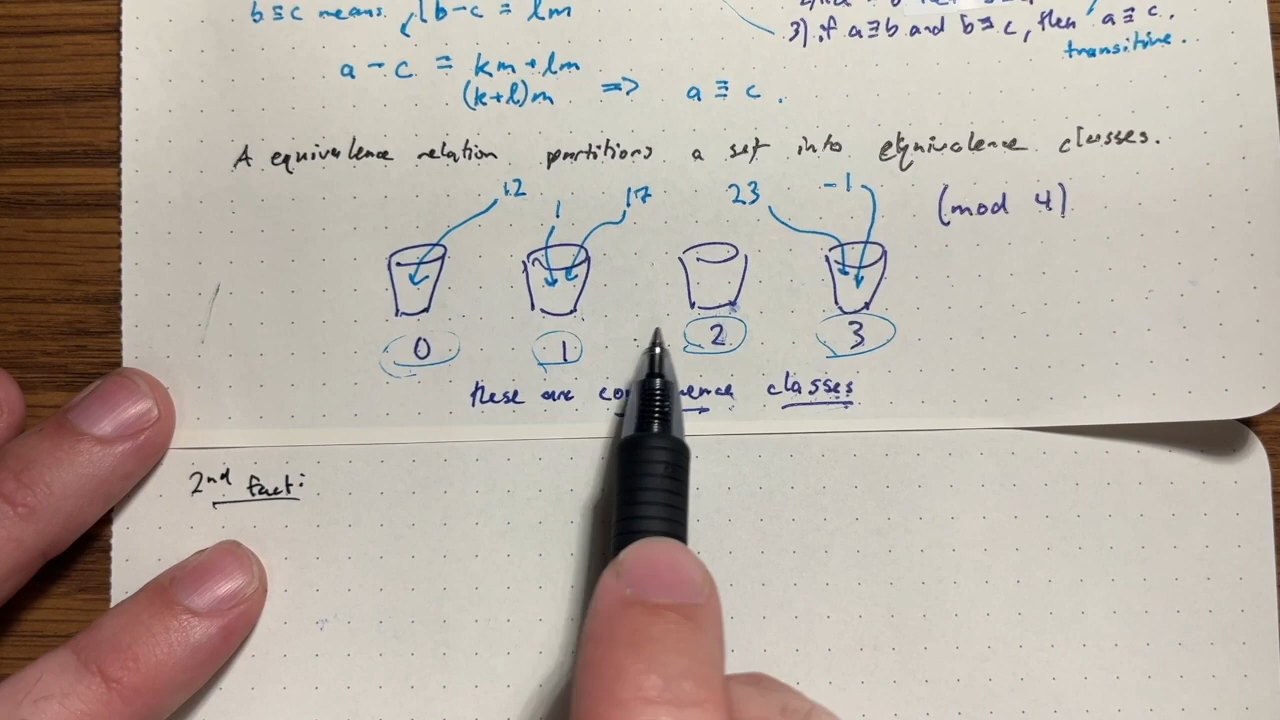 b ≡ c means b - c = lm
3) if a ≡ b and b ≡ c, then a ≡ c.
transitive.
a - c = km + lm
(k+l)m => a ≡ c.
A equivalence relation partitions a set into equivalence classes.
12 1 17 23 -1 (mod 4)
0 1 2 3
these are classes
2nd fact: